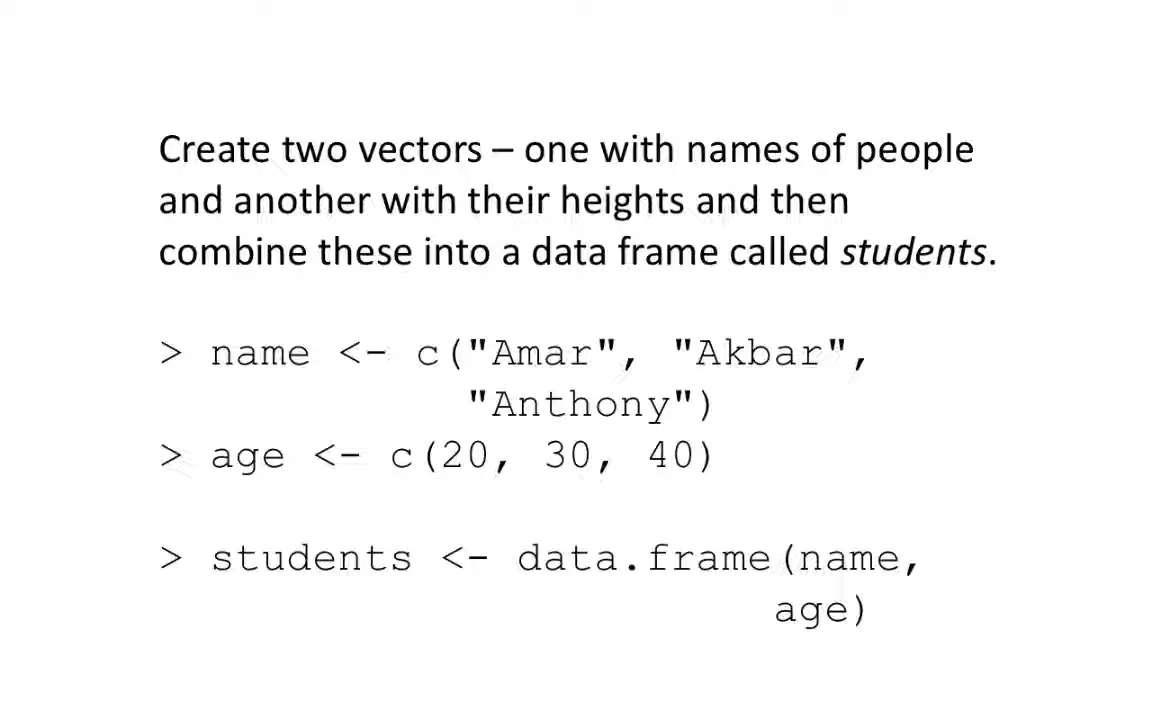 Create two vectors – one with names of people
and another with their heights and then
combine these into a data frame called students.
> name <- c("Amar", "Akbar",
"Anthony")
> age <- c(20, 30, 40)
> students <- data.frame(name,
age)